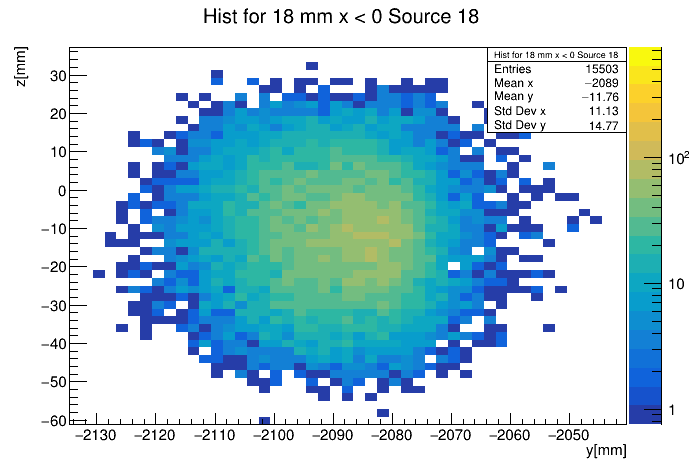 Hist for 18 mm x < 0 Source 18
Hist for 18 mm x < 0 Source 18
Entries 15503
Mean x −2089
Mean y −11.76
Std Dev x 11.13
Std Dev y 14.77
z[mm]
30
20
10
0
−10
−20
−30
−40
−50
−60
−2130 −2120 −2110 −2100 −2090 −2080 −2070 −2060 −2050
y[mm]
10²
10
1